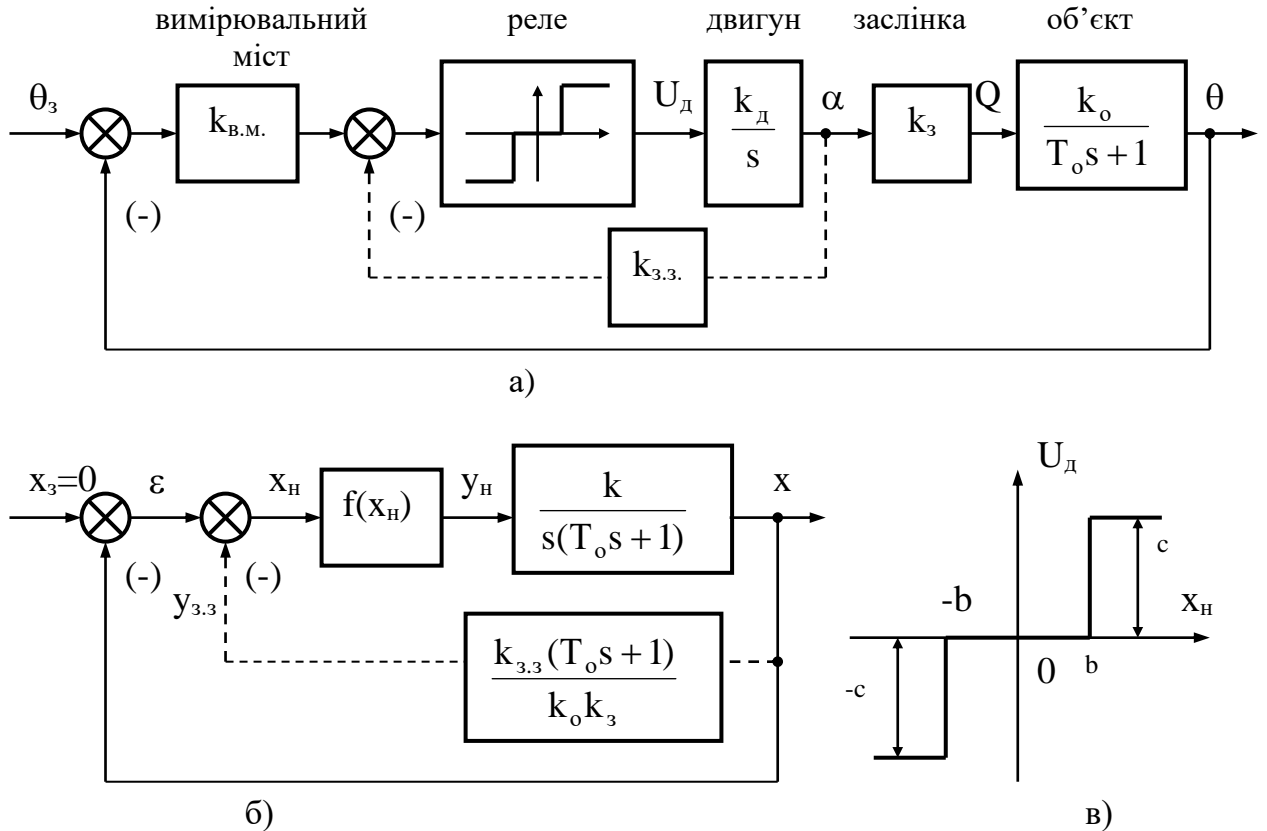 вимірювальний
міст
реле
двигун
заслінка
об’єкт
θз
kв.м.
Uд
kд
s
α
kз
Q
kо
Tоs + 1
θ
(-)
(-)
kз.з.
а)
xз=0
ε
xн
f(xн)
yн
k
s(Tоs + 1)
x
(-)
(-)
yз.з
kз.з(Tоs + 1)
kоkз
б)
Uд
c
-b
xн
0
b
-c
в)